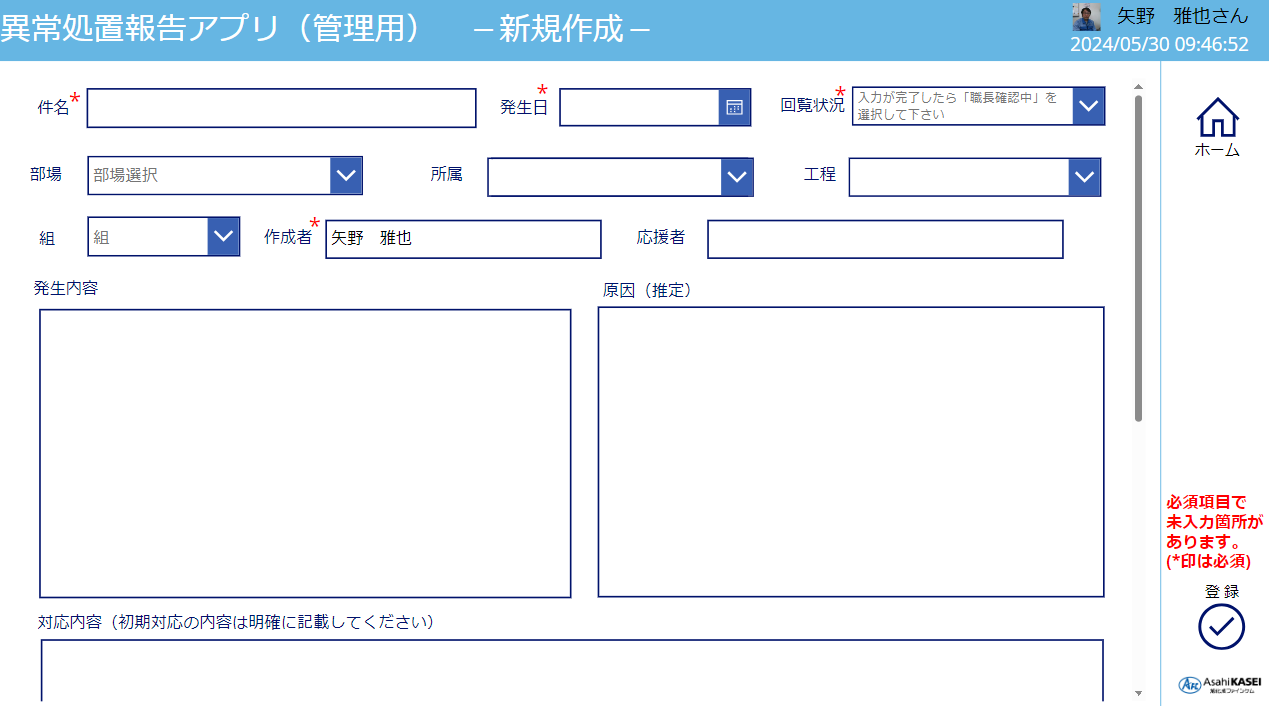 異常処置報告アプリ（管理用）　－新規作成－
矢野　雅也さん
2024/05/30 09:46:52
件名*
発生日*
回覧状況*
入力が完了したら「職長確認中」を
選択して下さい
ホーム
部場
部場選択
所属
工程
組
組
作成者*
矢野　雅也
応援者
発生内容
原因（推定）
必須項目で
未入力箇所が
あります。
(*印は必須)
登録
対応内容（初期対応の内容は明確に記載してください）
AsahiKASEI